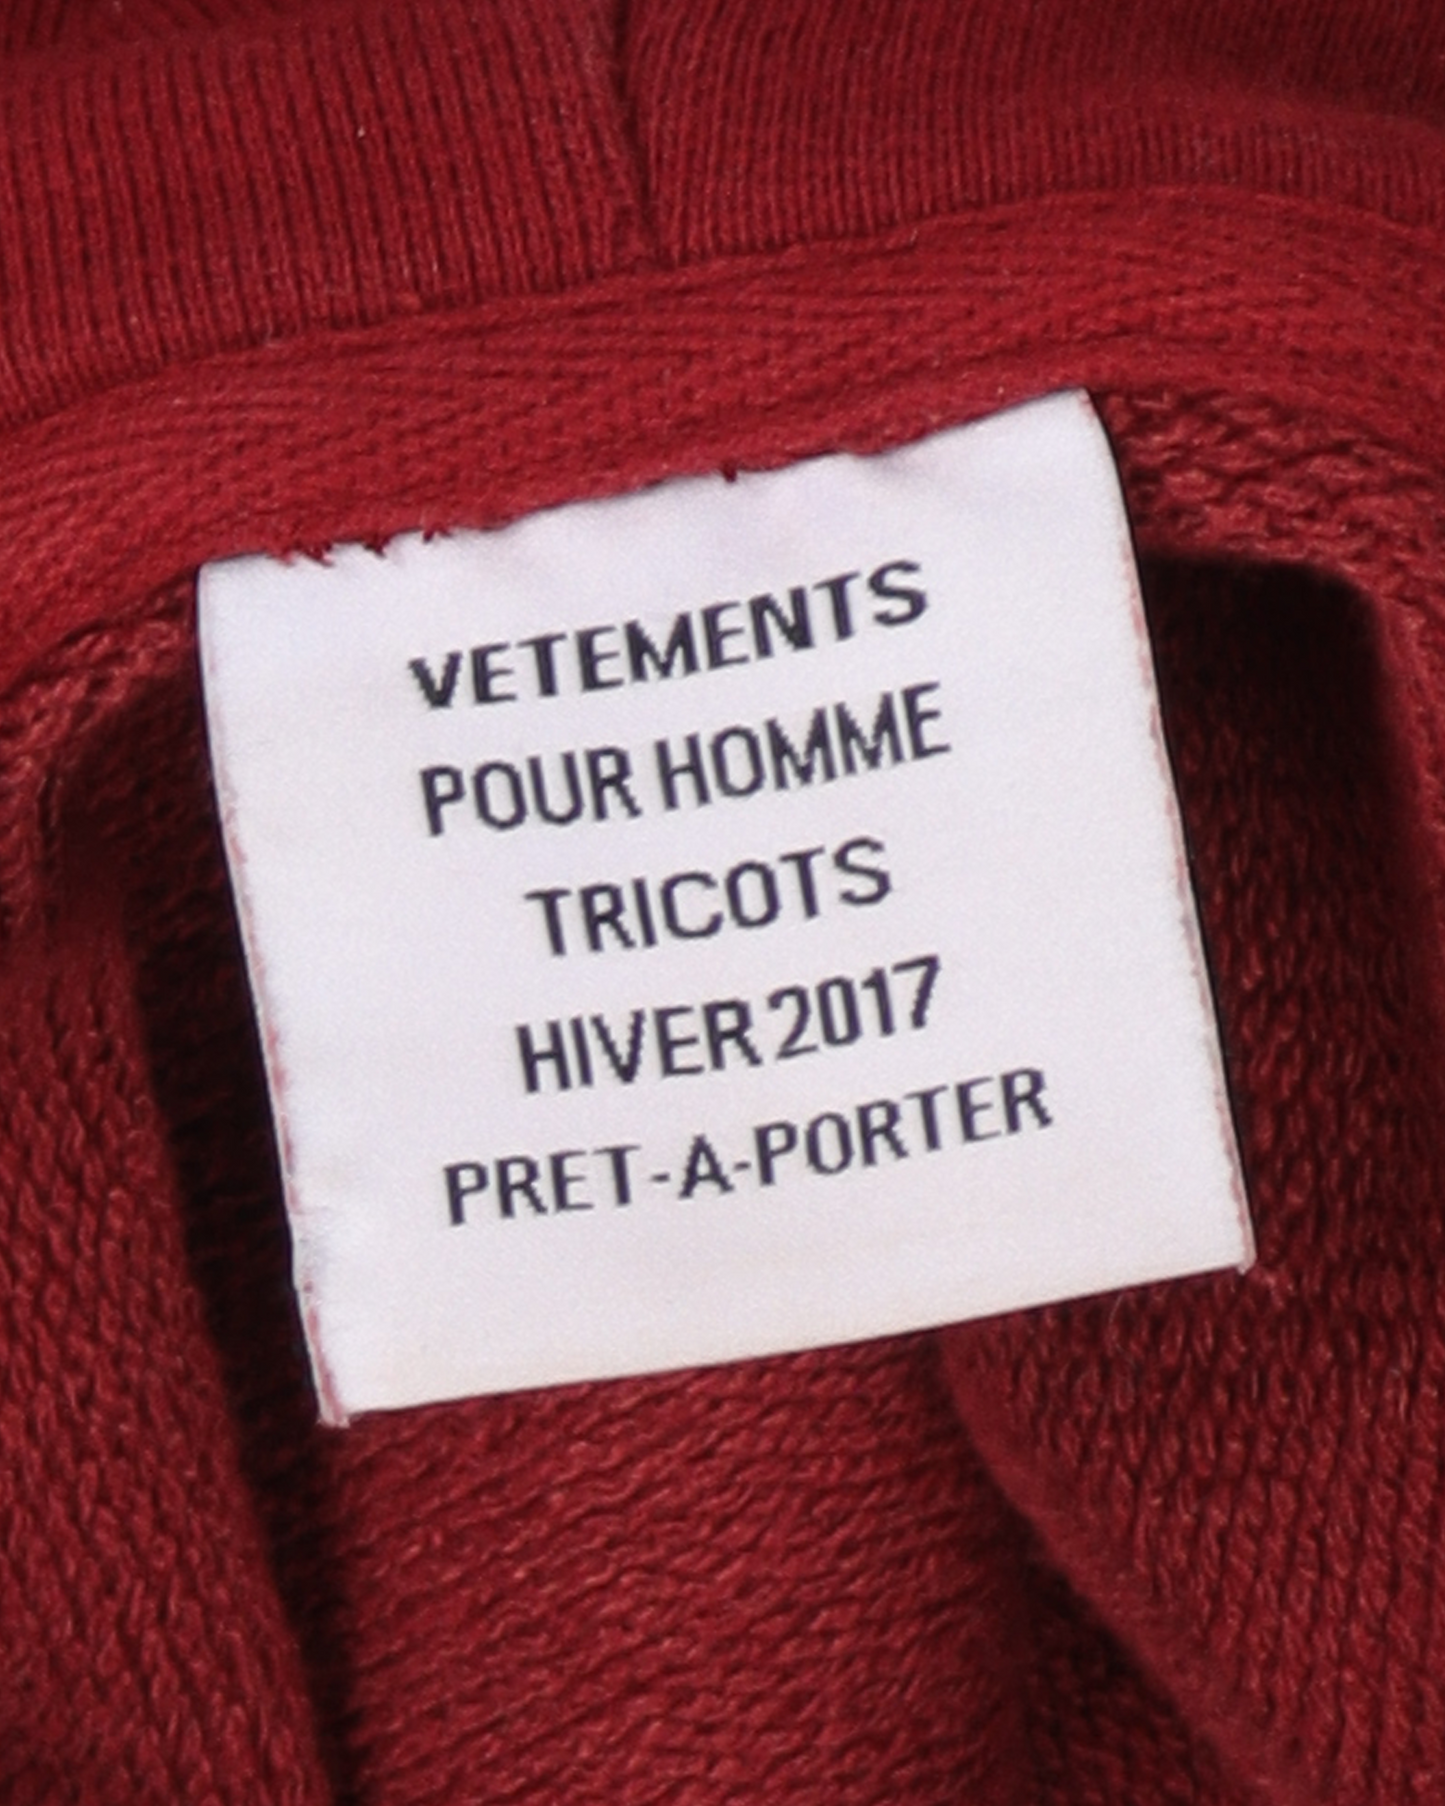 VETEMENTS
POUR HOMME
TRICOTS
HIVER 2017
PRET-A-PORTER